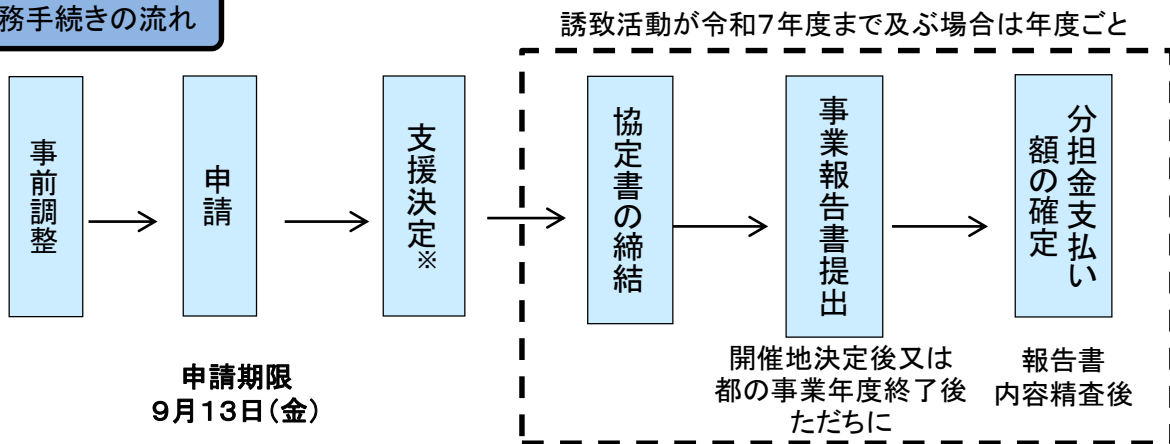 務手続きの流れ
誘致活動が令和7年度まで及ぶ場合は年度ごと
事前調整
申請
支援決定※
協定書の締結
事業報告書提出
分担金支払い
額の確定
申請期限
9月13日(金)
開催地決定後又は
都の事業年度終了後
ただちに
報告書
内容精査後